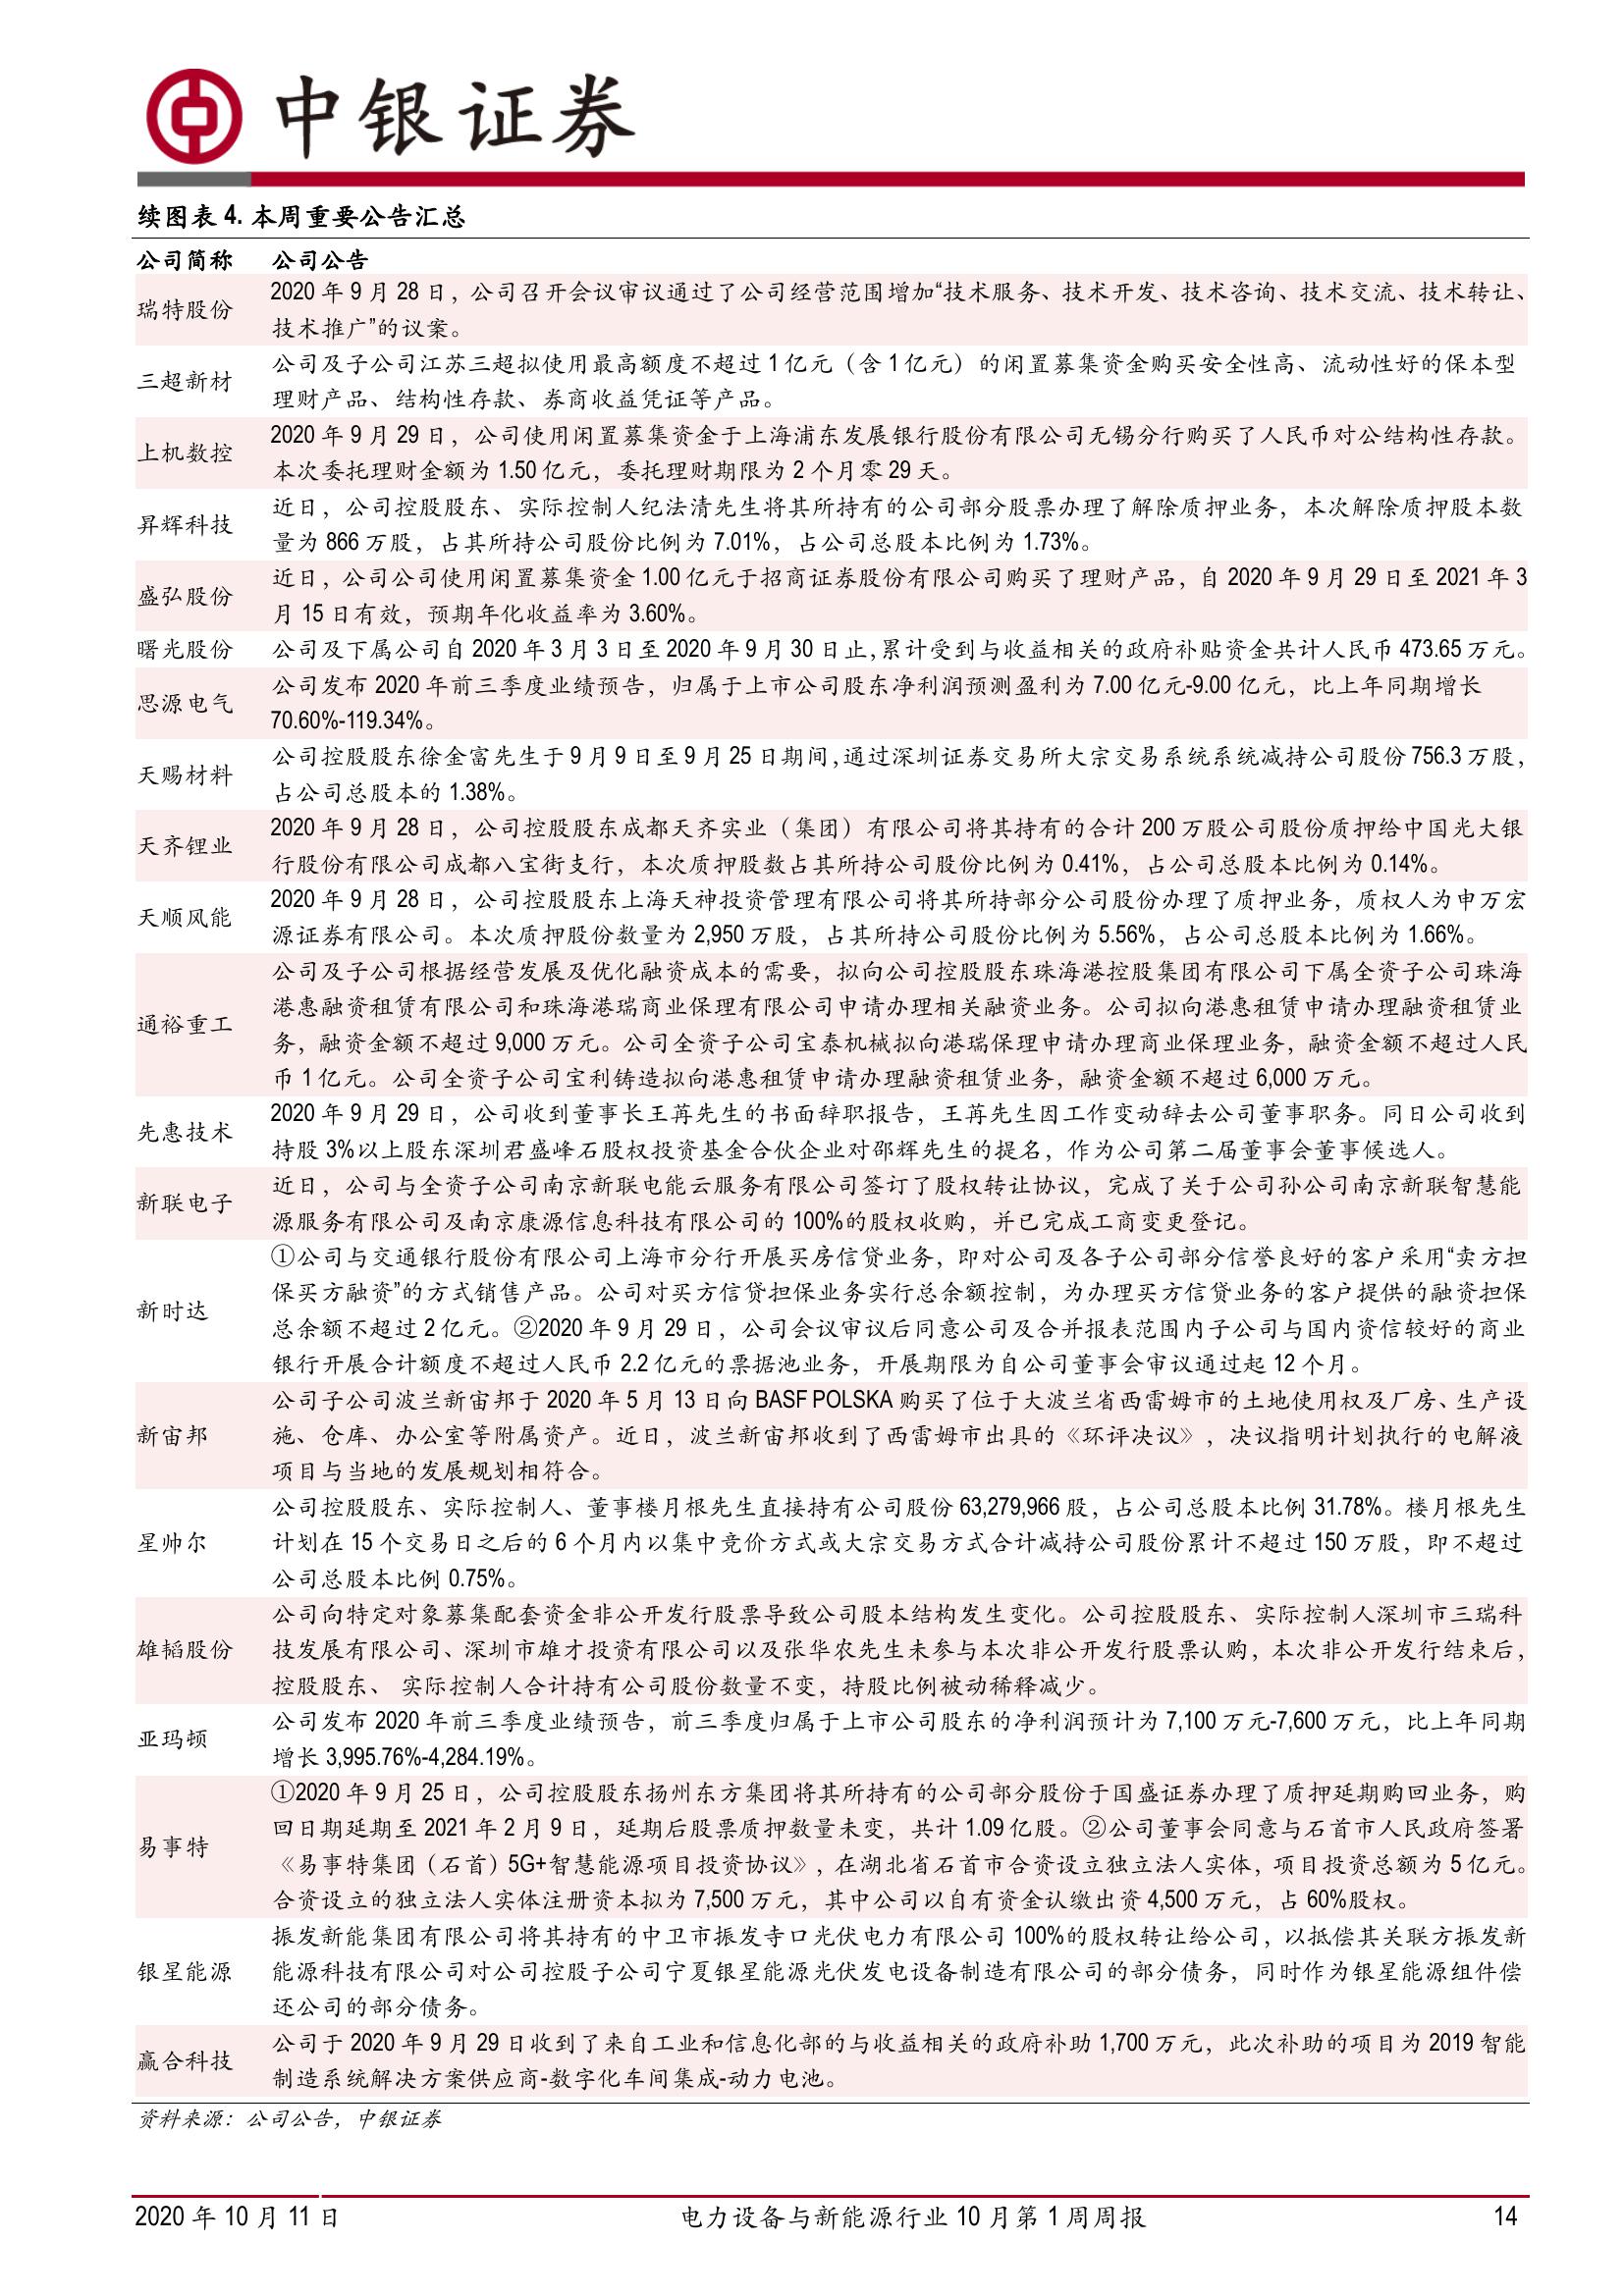 中银证券
续图表 4. 本周重要公告汇总
公司简称 公司公告
瑞特股份 2020 年 9 月 28 日，公司召开会议审议通过了公司经营范围增加“技术服务、技术开发、技术咨询、技术交流、技术转让、
技术推广”的议案。
三超新材 公司及子公司江苏三超拟使用最高额度不超过 1 亿元（含 1 亿元）的闲置募集资金购买安全性高、流动性好的保本型
理财产品、结构性存款、券商收益凭证等产品。
上机数控 2020 年 9 月 29 日，公司使用闲置募集资金于上海浦东发展银行股份有限公司无锡分行购买了人民币对公结构性存款。
本次委托理财金额为 1.50 亿元，委托理财期限为 2 个月零 29 天。
昇辉科技 近日，公司控股股东、实际控制人纪法清先生将其所持有的公司部分股票办理了解除质押业务，本次解除质押股本数
量为 866 万股，占其所持公司股份比例为 7.01%，占公司总股本比例为 1.73%。
盛弘股份 近日，公司公司使用闲置募集资金 1.00 亿元于招商证券股份有限公司购买了理财产品，自 2020 年 9 月 29 日至 2021 年 3
月 15 日有效，预期年化收益率为 3.60%。
曙光股份 公司及下属公司自 2020 年 3 月 3 日至 2020 年 9 月 30 日止,累计受到与收益相关的政府补贴资金共计人民币 473.65 万元。
思源电气 公司发布 2020 年前三季度业绩预告，归属于上市公司股东净利润预测盈利为 7.00 亿元-9.00 亿元，比上年同期增长
70.60%-119.34%。
天赐材料 公司控股股东徐金富先生于 9 月 9 日至 9 月 25 日期间,通过深圳证券交易所大宗交易系统系统减持公司股份 756.3 万股，
占公司总股本的 1.38%。
天齐锂业 2020 年 9 月 28 日，公司控股股东成都天齐实业（集团）有限公司将其持有的合计 200 万股公司股份质押给中国光大银
行股份有限公司成都八宝街支行，本次质押股数占其所持公司股份比例为 0.41%，占公司总股本比例为 0.14%。
天顺风能 2020 年 9 月 28 日，公司控股股东上海天神投资管理有限公司将其所持部分公司股份办理了质押业务，质权人为申万宏
源证券有限公司。本次质押股份数量为 2,950 万股，占其所持公司股份比例为 5.56%，占公司总股本比例为 1.66%。
通裕重工 公司及子公司根据经营发展及优化融资成本的需要，拟向公司控股股东珠海港控股集团有限公司下属全资子公司珠海
港惠融资租赁有限公司和珠海港瑞商业保理有限公司申请办理相关融资业务。公司拟向港惠租赁申请办理融资租赁业
务，融资金额不超过 9,000 万元。公司全资子公司宝泰机械拟向港瑞保理申请办理商业保理业务，融资金额不超过人民
币 1 亿元。公司全资子公司宝利铸造拟向港惠租赁申请办理融资租赁业务，融资金额不超过 6,000 万元。
先惠技术 2020 年 9 月 29 日，公司收到董事长王苒先生的书面辞职报告，王苒先生因工作变动辞去公司董事职务。同日公司收到
持股 3%以上股东深圳君盛峰石股权投资基金合伙企业对邵辉先生的提名，作为公司第二届董事会董事候选人。
新联电子 近日，公司与全资子公司南京新联电能云服务有限公司签订了股权转让协议，完成了关于公司孙公司南京新联智慧能
源服务有限公司及南京康源信息科技有限公司的 100%的股权收购，并已完成工商变更登记。
新时达 ①公司与交通银行股份有限公司上海市分行开展买房信贷业务，即对公司及各子公司部分信誉良好的客户采用“卖方担
保买方融资”的方式销售产品。公司对买方信贷担保业务实行总余额控制，为办理买方信贷业务的客户提供的融资担保
总余额不超过 2 亿元。②2020 年 9 月 29 日，公司会议审议后同意公司及合并报表范围内子公司与国内资信较好的商业
银行开展合计额度不超过人民币 2.2 亿元的票据池业务，开展期限为自公司董事会审议通过起 12 个月。
新宙邦 公司子公司波兰新宙邦于 2020 年 5 月 13 日向 BASF POLSKA 购买了位于大波兰省西雷姆市的土地使用权及厂房、生产设
施、仓库、办公室等附属资产。近日，波兰新宙邦收到了西雷姆市出具的《环评决议》，决议指明计划执行的电解液
项目与当地的发展规划相符合。
星帅尔 公司控股股东、实际控制人、董事楼月根先生直接持有公司股份 63,279,966 股，占公司总股本比例 31.78%。楼月根先生
计划在 15 个交易日之后的 6 个月内以集中竞价方式或大宗交易方式合计减持公司股份累计不超过 150 万股，即不超过
公司总股本比例 0.75%。
雄韬股份 公司向特定对象募集配套资金非公开发行股票导致公司股本结构发生变化。公司控股股东、实际控制人深圳市三瑞科
技发展有限公司、深圳市雄才投资有限公司以及张华农先生未参与本次非公开发行股票认购，本次非公开发行结束后，
控股股东、 实际控制人合计持有公司股份数量不变，持股比例被动稀释减少。
亚玛顿 公司发布 2020 年前三季度业绩预告，前三季度归属于上市公司股东的净利润预计为 7,100 万元-7,600 万元，比上年同期
增长 3,995.76%-4,284.19%。
易事特 ①2020 年 9 月 25 日，公司控股股东扬州东方集团将其所持有的公司部分股份于国盛证券办理了质押延期购回业务，购
回日期延期至 2021 年 2 月 9 日，延期后股票质押数量未变，共计 1.09 亿股。②公司董事会同意与石首市人民政府签署
《易事特集团（石首）5G+智慧能源项目投资协议》，在湖北省石首市合资设立独立法人实体，项目投资总额为 5 亿元。
合资设立的独立法人实体注册资本拟为 7,500 万元，其中公司以自有资金认缴出资 4,500 万元，占 60%股权。
银星能源 振发新能集团有限公司将其持有的中卫市振发寺口光伏电力有限公司 100%的股权转让给公司，以抵偿其关联方振发新
能源科技有限公司对公司控股子公司宁夏银星能源光伏发电设备制造有限公司的部分债务，同时作为银星能源组件偿
还公司的部分债务。
赢合科技 公司于 2020 年 9 月 29 日收到了来自工业和信息化部的与收益相关的政府补助 1,700 万元，此次补助的项目为 2019 智能
制造系统解决方案供应商-数字化车间集成-动力电池。
资料来源：公司公告，中银证券
2020 年 10 月 11 日 电力设备与新能源行业 10 月第 1 周周报 14